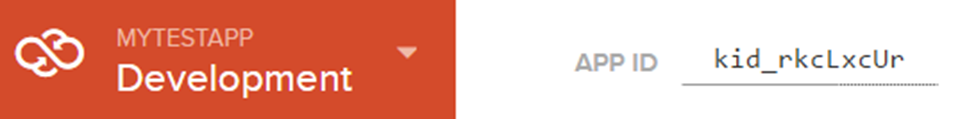 MYTESTAPP
Development
APP ID kid_rkcLxcUr